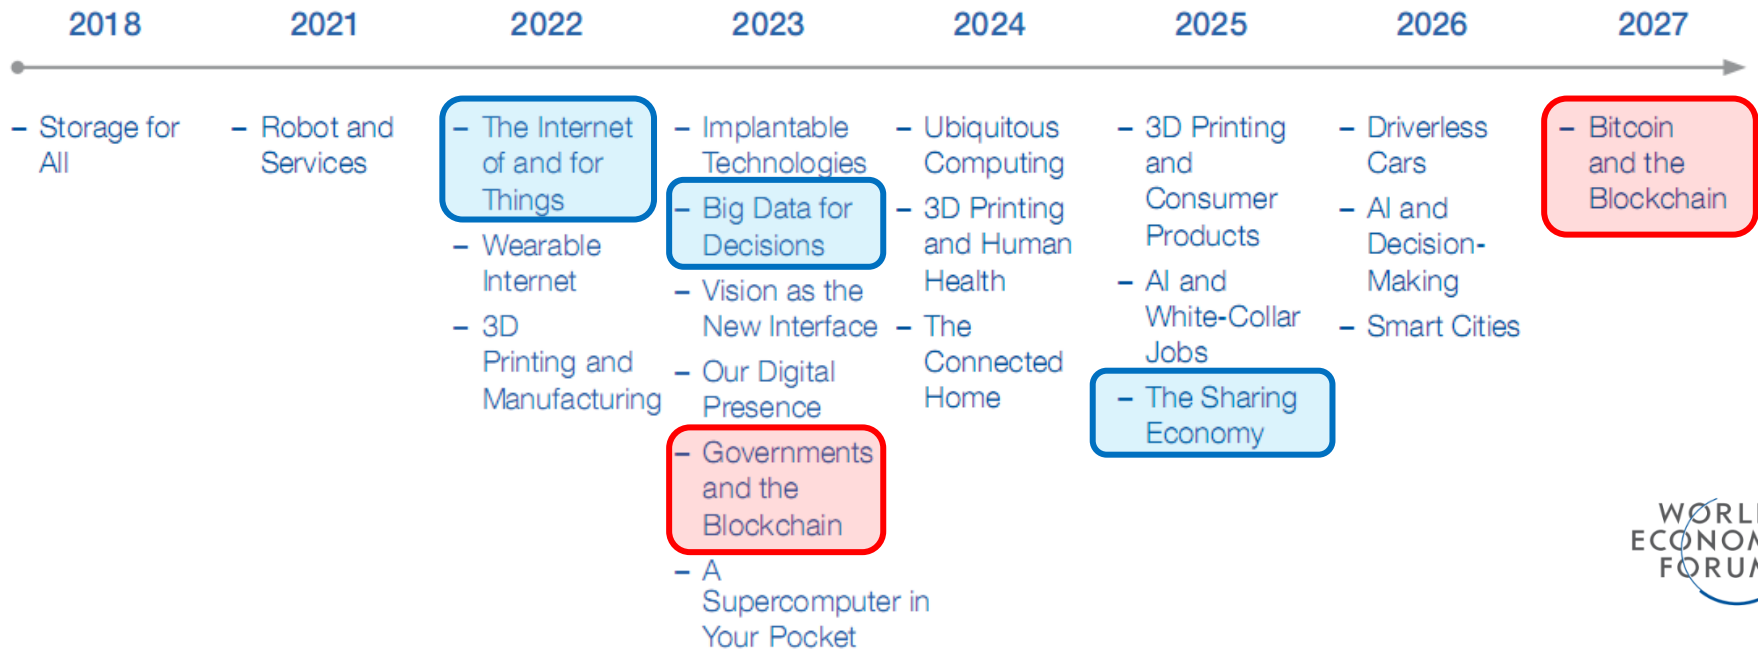 2018
2021
2022
2023
2024
2025
2026
2027
– Storage for
All
– Robot and
Services
– The Internet
of and for
Things
– Wearable
Internet
– 3D
Printing and
Manufacturing
– Implantable
Technologies
– Big Data for
Decisions
– Vision as the
New Interface
– Our Digital
Presence
– Governments
and the
Blockchain
– A
Supercomputer in
Your Pocket
– Ubiquitous
Computing
– 3D Printing
and Human
Health
– The
Connected
Home
– 3D Printing
and
Consumer
Products
– AI and
White-Collar
Jobs
– The Sharing
Economy
– Driverless
Cars
– AI and
Decision-
Making
– Smart Cities
– Bitcoin
and the
Blockchain
WORL
ECONOM
FORUM